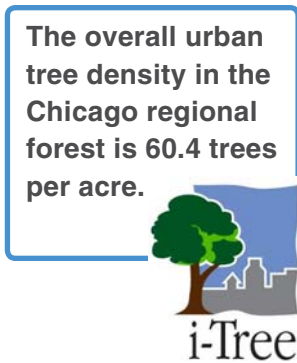 The overall urban
tree density in the
Chicago regional
forest is 60.4 trees
per acre.
i-Tree